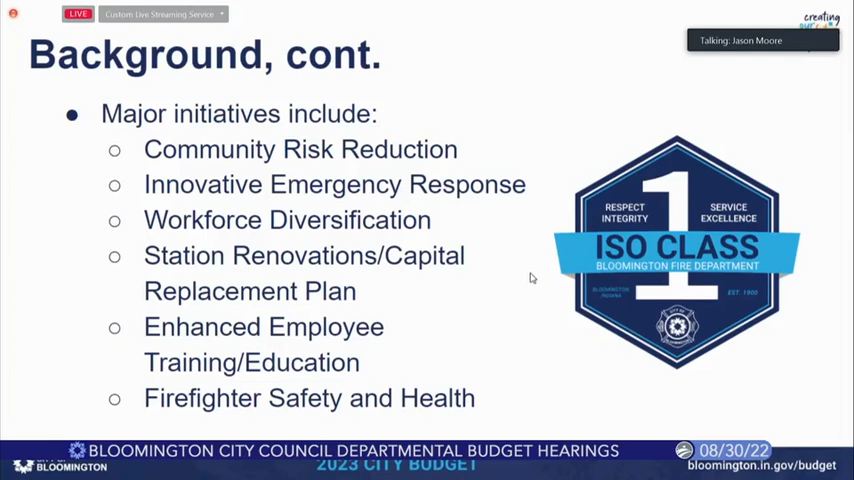 LIVE
Custom Live Streaming Service
creating
Talking: Jason Moore
Background, cont.
● Major initiatives include:
○ Community Risk Reduction
○ Innovative Emergency Response
○ Workforce Diversification
○ Station Renovations/Capital
Replacement Plan
○ Enhanced Employee
Training/Education
○ Firefighter Safety and Health
RESPECT
INTEGRITY
1
SERVICE
EXCELLENCE
ISO CLASS
BLOOMINGTON FIRE DEPARTMENT
BLOOMINGTON
INDIANA
EST. 1900
CITY OF
BLOOMINGTON
BLOOMINGTON CITY COUNCIL DEPARTMENTAL BUDGET HEARINGS
08/30/22
BLOOMINGTON
2023 CITY BUDGET
bloomington.in.gov/budget